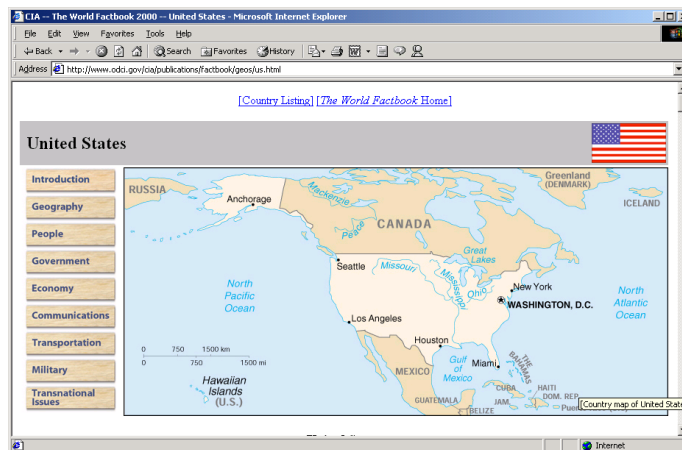 CIA -- The World Factbook 2000 -- United States - Microsoft Internet Explorer
File Edit View Favorites Tools Help
Back Search Favorites History
Address http://www.odci.gov/cia/publications/factbook/geos/us.html
[Country Listing] [The World Factbook Home]
United States
Introduction
Geography
People
Government
Economy
Communications
Transportation
Military
Transnational
Issues
RUSSIA
Anchorage
Mackenzie
Peace
CANADA
Greenland
(DENMARK)
ICELAND
Great
Lakes
Seattle
Missouri
Mississippi
Ohio
New York
WASHINGTON, D.C.
North
Pacific
Ocean
North
Atlantic
Ocean
Los Angeles
Houston
0 750 1500 km
0 750 1500 mi
Hawaiian
Islands
(U.S.)
MEXICO
Gulf
of
Mexico
Miami
THE
BAHAMAS
CUBA
HAITI
DOM. REP.
JAM.
GUATEMALA
BELIZE
[Country map of United State
Internet